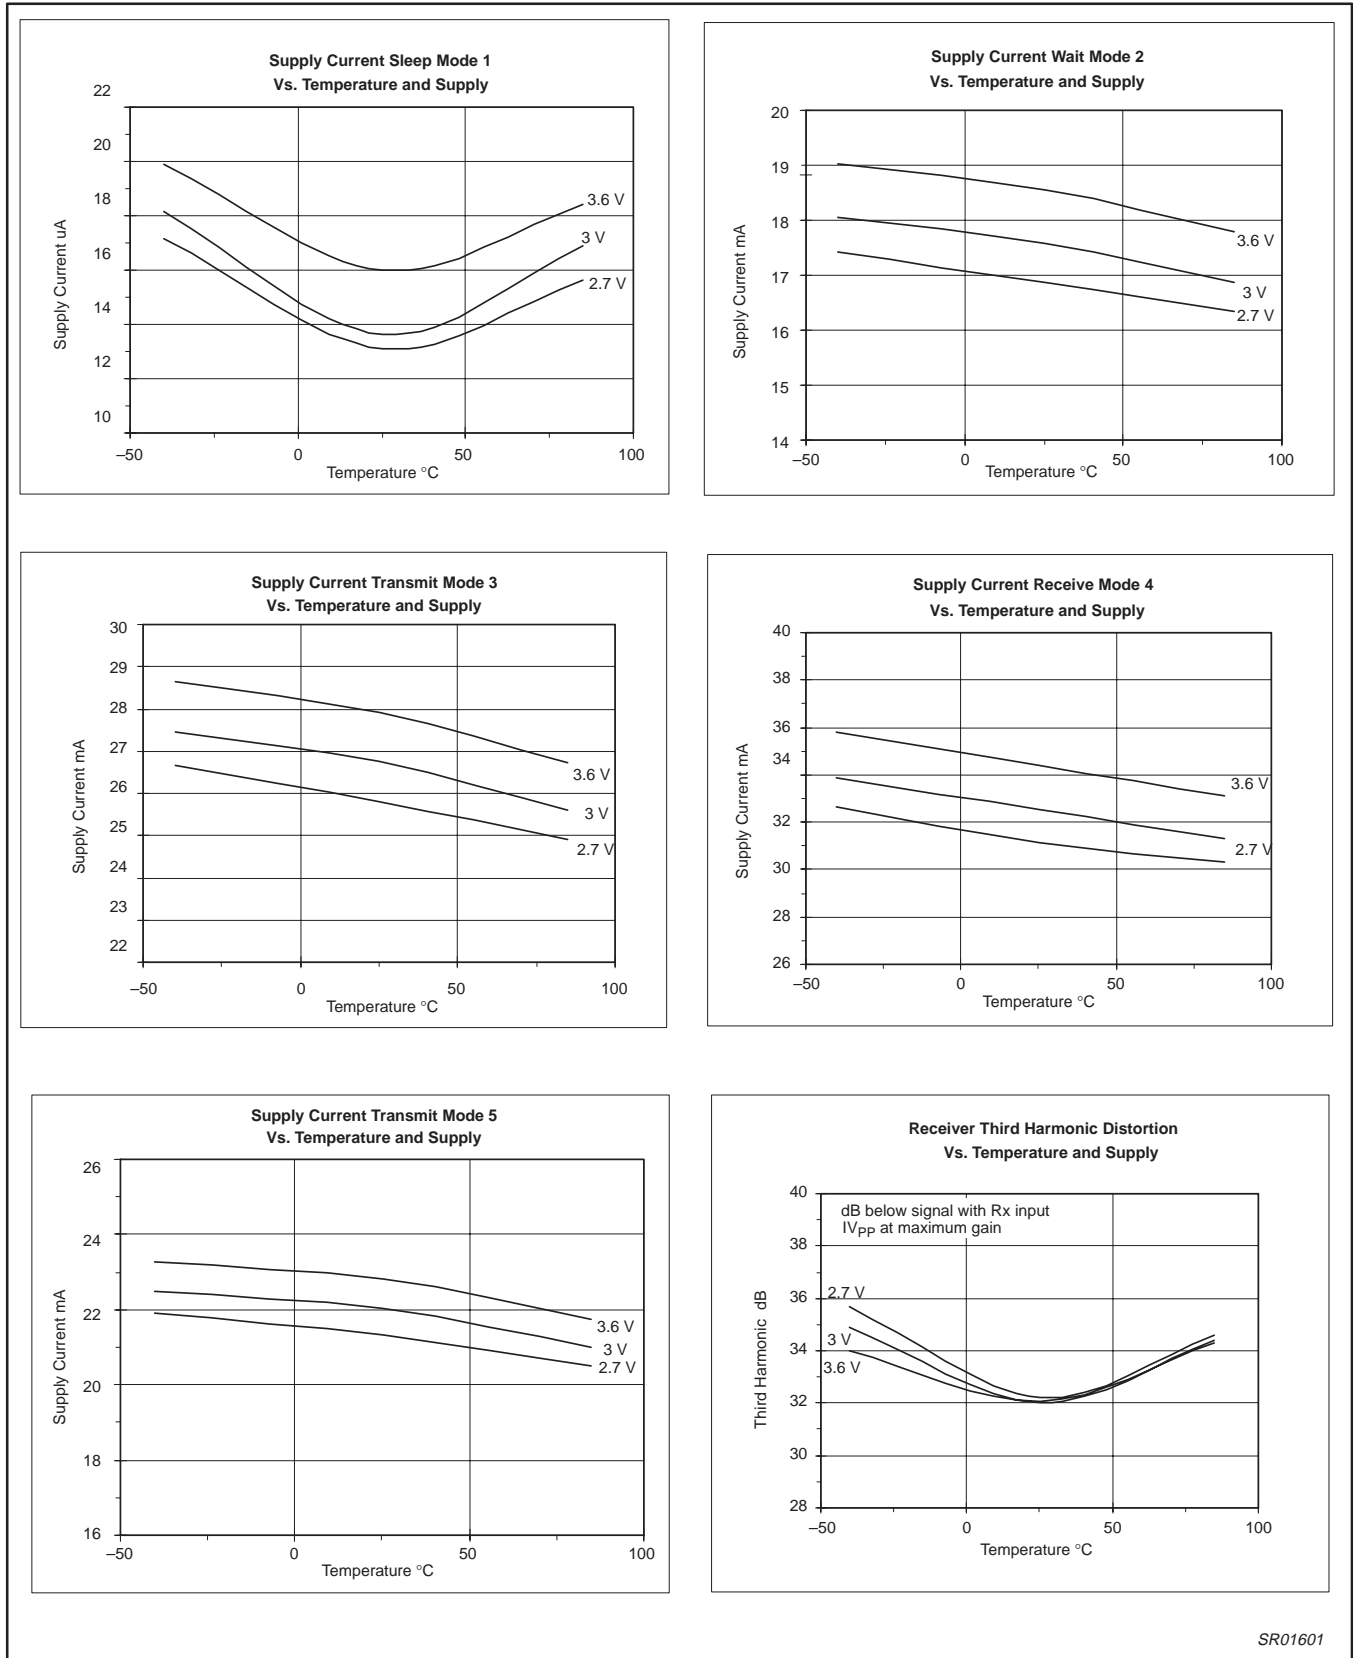 Supply Current Sleep Mode 1
Vs. Temperature and Supply
22
20
18
16
14
12
10
Supply Current uA
3.6 V
3 V
2.7 V
–50
0
50
100
Temperature °C
Supply Current Wait Mode 2
Vs. Temperature and Supply
20
19
18
17
16
15
14
Supply Current mA
3.6 V
3 V
2.7 V
–50
0
50
100
Temperature °C
Supply Current Transmit Mode 3
Vs. Temperature and Supply
30
29
28
27
26
25
24
23
22
Supply Current mA
3.6 V
3 V
2.7 V
–50
0
50
100
Temperature °C
Supply Current Receive Mode 4
Vs. Temperature and Supply
40
38
36
34
32
30
28
26
Supply Current mA
3.6 V
2.7 V
–50
0
50
100
Temperature °C
Supply Current Transmit Mode 5
Vs. Temperature and Supply
26
24
22
20
18
16
Supply Current mA
3.6 V
3 V
2.7 V
–50
0
50
100
Temperature °C
Receiver Third Harmonic Distortion
Vs. Temperature and Supply
40
38
36
34
32
30
28
Third Harmonic dB
dB below signal with Rx input
IVPP at maximum gain
2.7 V
3 V
3.6 V
–50
0
50
100
Temperature °C
SR01601